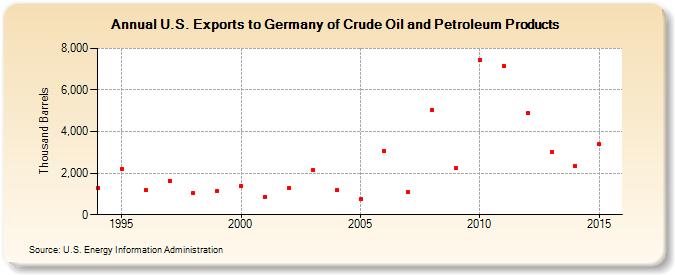 Annual U.S. Exports to Germany of Crude Oil and Petroleum Products
Thousand Barrels
8,000
6,000
4,000
2,000
0
1995 2000 2005 2010 2015
Source: U.S. Energy Information Administration